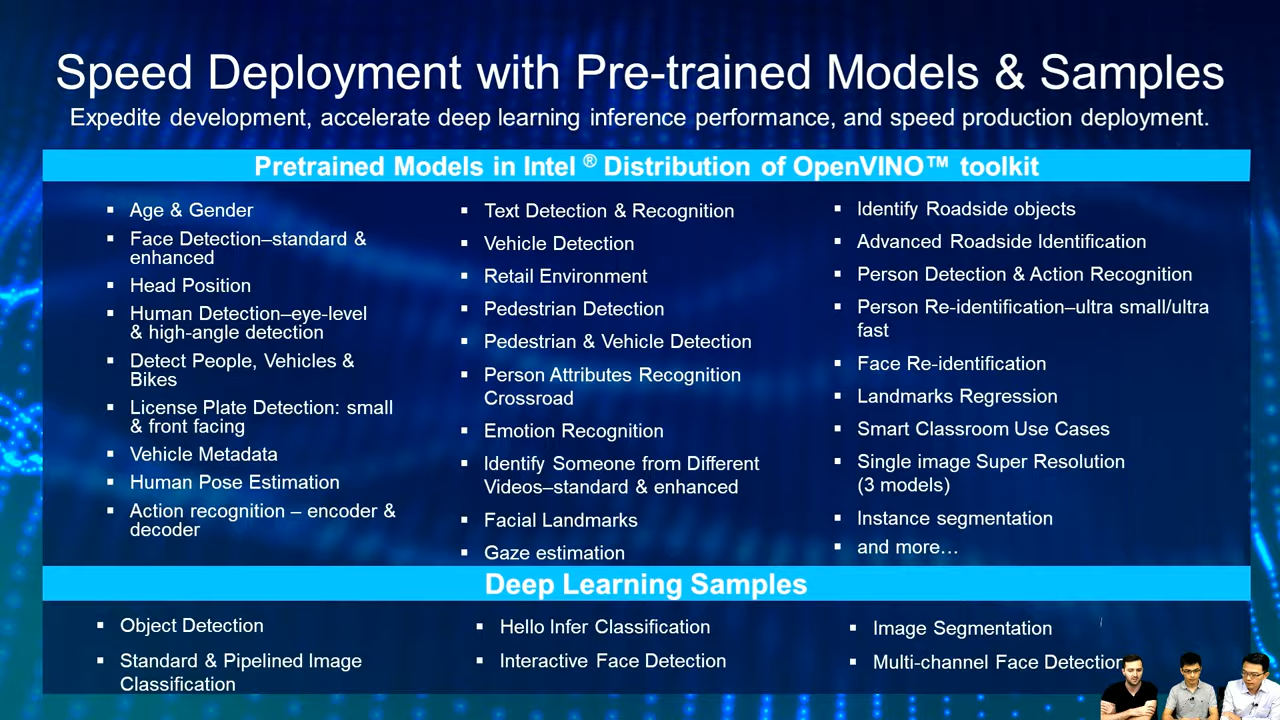 Speed Deployment with Pre-trained Models & Samples
Expedite development, accelerate deep learning inference performance, and speed production deployment.
Pretrained Models in Intel ® Distribution of OpenVINO™ toolkit
▪ Age & Gender
▪ Face Detection–standard &
enhanced
▪ Head Position
▪ Human Detection–eye-level
& high-angle detection
▪ Detect People, Vehicles &
Bikes
▪ License Plate Detection: small
& front facing
▪ Vehicle Metadata
▪ Human Pose Estimation
▪ Action recognition – encoder &
decoder
▪ Text Detection & Recognition
▪ Vehicle Detection
▪ Retail Environment
▪ Pedestrian Detection
▪ Pedestrian & Vehicle Detection
▪ Person Attributes Recognition
Crossroad
▪ Emotion Recognition
▪ Identify Someone from Different
Videos–standard & enhanced
▪ Facial Landmarks
▪ Gaze estimation
▪ Identify Roadside objects
▪ Advanced Roadside Identification
▪ Person Detection & Action Recognition
▪ Person Re-identification–ultra small/ultra
fast
▪ Face Re-identification
▪ Landmarks Regression
▪ Smart Classroom Use Cases
▪ Single image Super Resolution
(3 models)
▪ Instance segmentation
▪ and more…
Deep Learning Samples
▪ Object Detection
▪ Standard & Pipelined Image
Classification
▪ Hello Infer Classification
▪ Interactive Face Detection
▪ Image Segmentation
▪ Multi-channel Face Detection